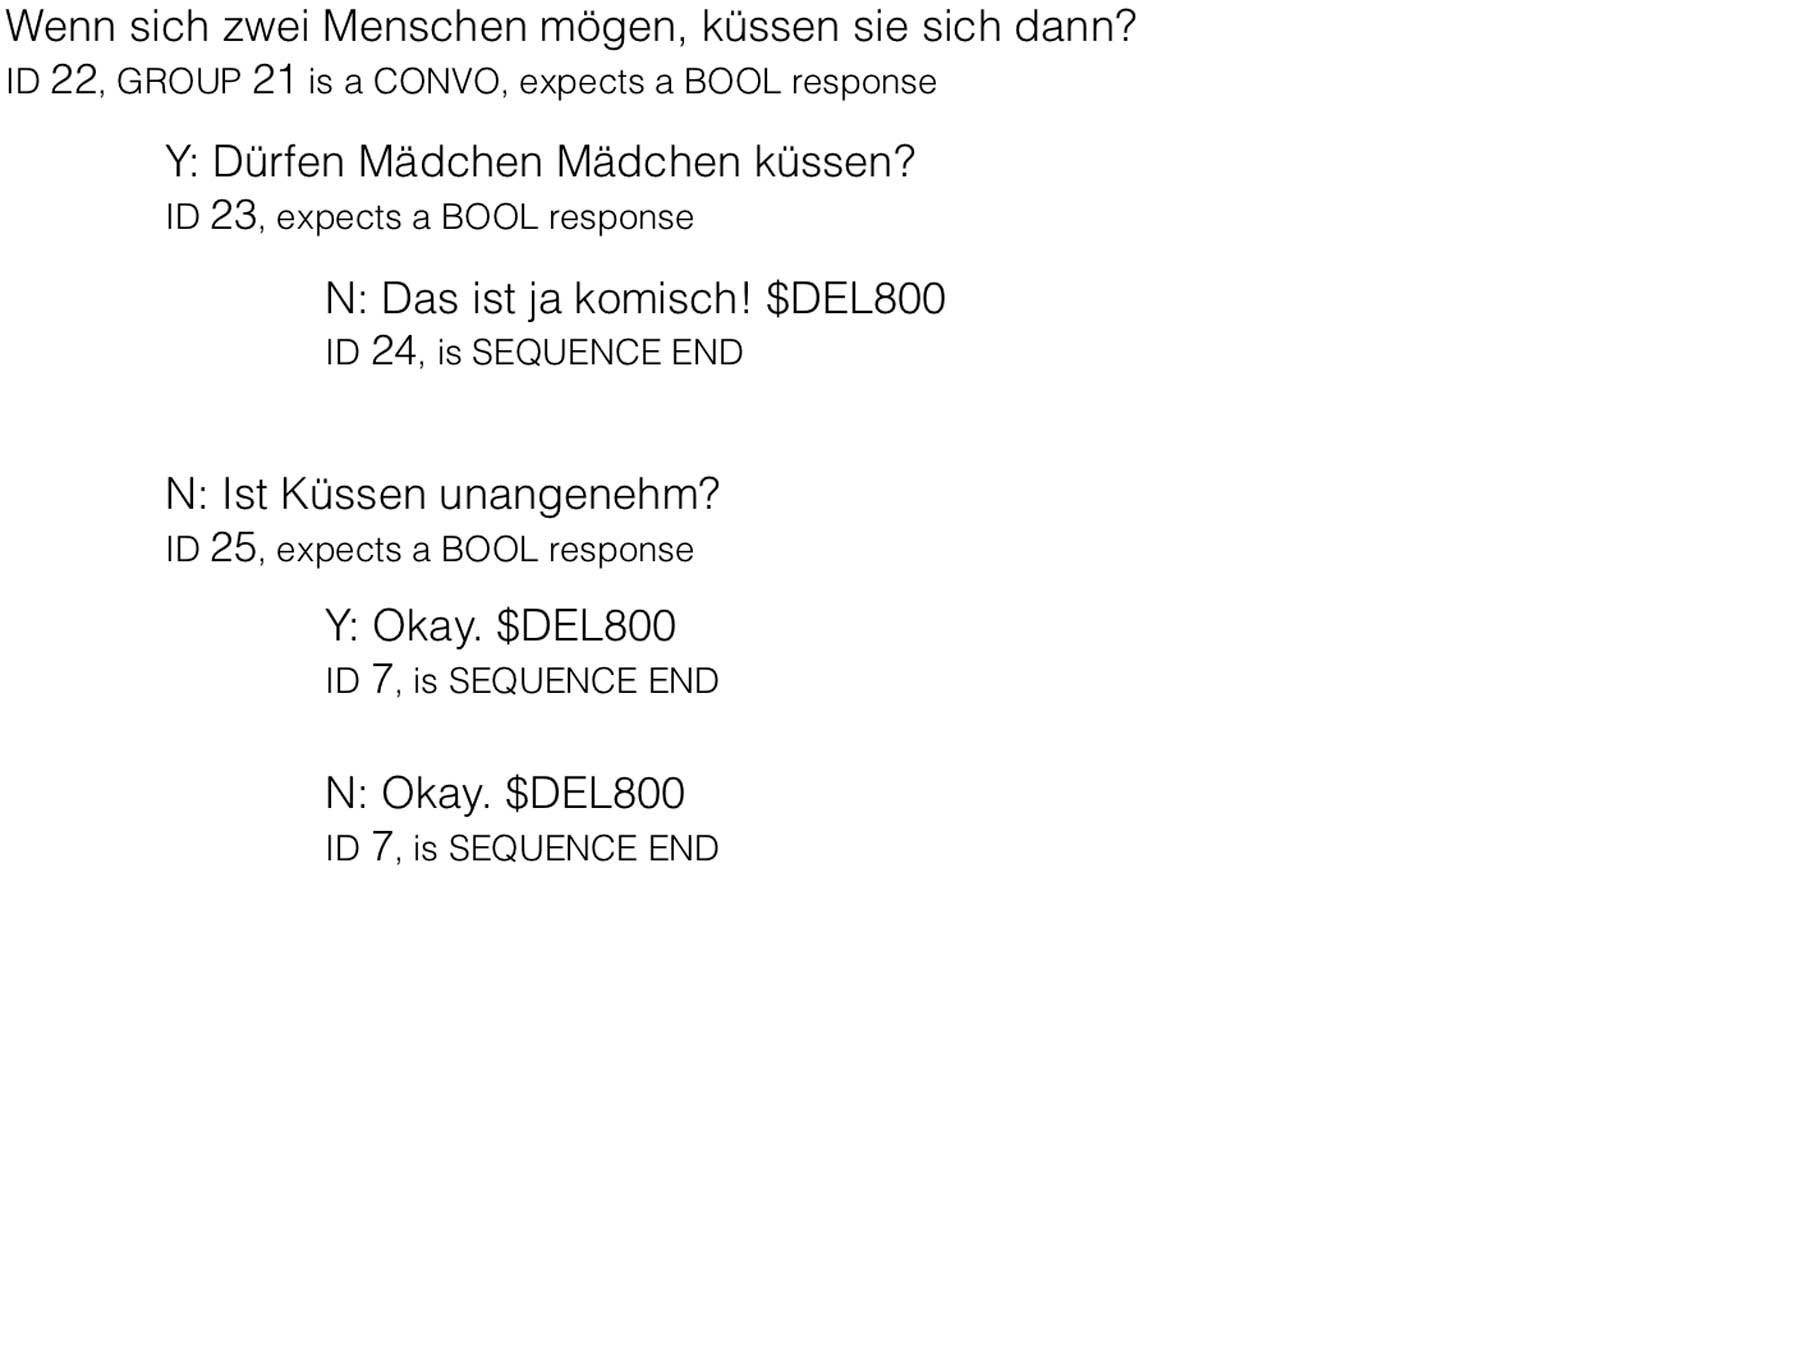 Wenn sich zwei Menschen mögen, küssen sie sich dann?
ID 22, GROUP 21 is a CONVO, expects a BOOL response
Y: Dürfen Mädchen Mädchen küssen?
ID 23, expects a BOOL response
N: Das ist ja komisch! $DEL800
ID 24, is SEQUENCE END
N: Ist Küssen unangenehm?
ID 25, expects a BOOL response
Y: Okay. $DEL800
ID 7, is SEQUENCE END
N: Okay. $DEL800
ID 7, is SEQUENCE END